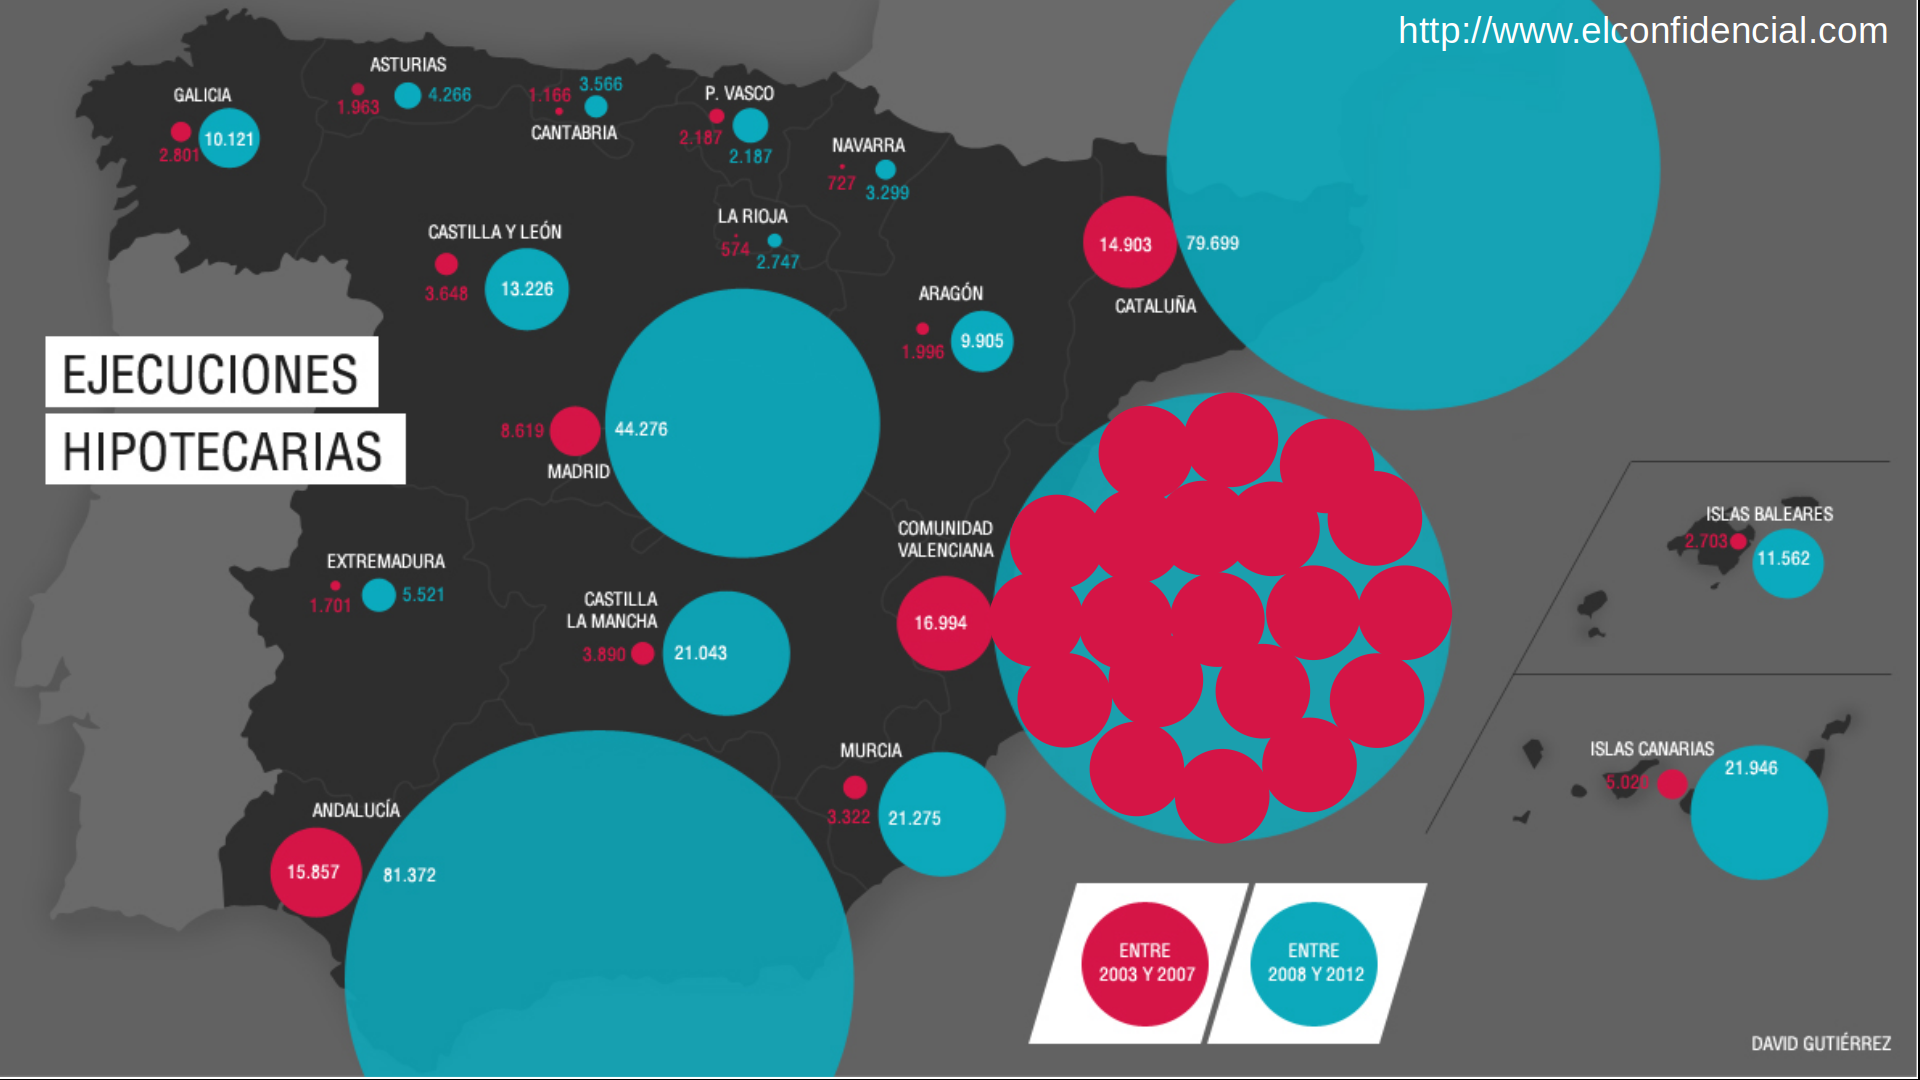 http://www.elconfidencial.com
ASTURIAS
1.963
4.266
GALICIA
2.801
10.121
1.166
3.566
CANTABRIA
P. VASCO
2.187
2.187
NAVARRA
727
3.299
LA RIOJA
574
2.747
CASTILLA Y LEÓN
3.648
13.226
ARAGÓN
1.996
9.905
14.903
79.699
CATALUÑA
EJECUCIONES
HIPOTECARIAS
8.619
44.276
MADRID
COMUNIDAD
VALENCIANA
16.994
ISLAS BALEARES
2.703
11.562
EXTREMADURA
1.701
5.521
CASTILLA
LA MANCHA
3.890
21.043
MURCIA
3.322
21.275
ISLAS CANARIAS
5.020
21.946
ANDALUCÍA
15.857
81.372
ENTRE
2003 Y 2007
ENTRE
2008 Y 2012
DAVID GUTIÉRREZ